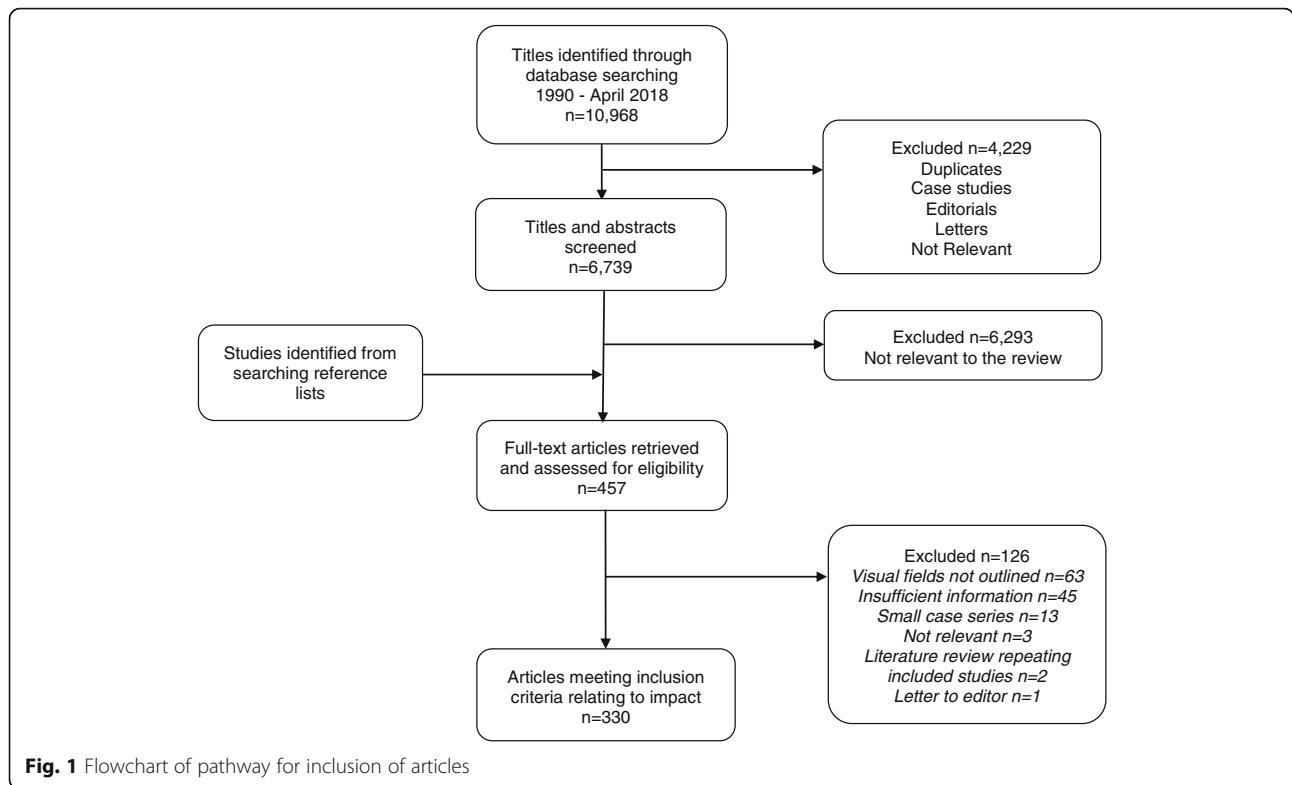 Titles identified through
database searching
1990 - April 2018
n=10,968
Excluded n=4,229
Duplicates
Case studies
Editorials
Letters
Not Relevant
Titles and abstracts
screened
n=6,739
Excluded n=6,293
Not relevant to the review
Studies identified from
searching reference
lists
Full-text articles retrieved
and assessed for eligibility
n=457
Excluded n=126
Visual fields not outlined n=63
Insufficient information n=45
Small case series n=13
Not relevant n=3
Literature review repeating
included studies n=2
Letter to editor n=1
Articles meeting inclusion
criteria relating to impact
n=330
Fig. 1 Flowchart of pathway for inclusion of articles